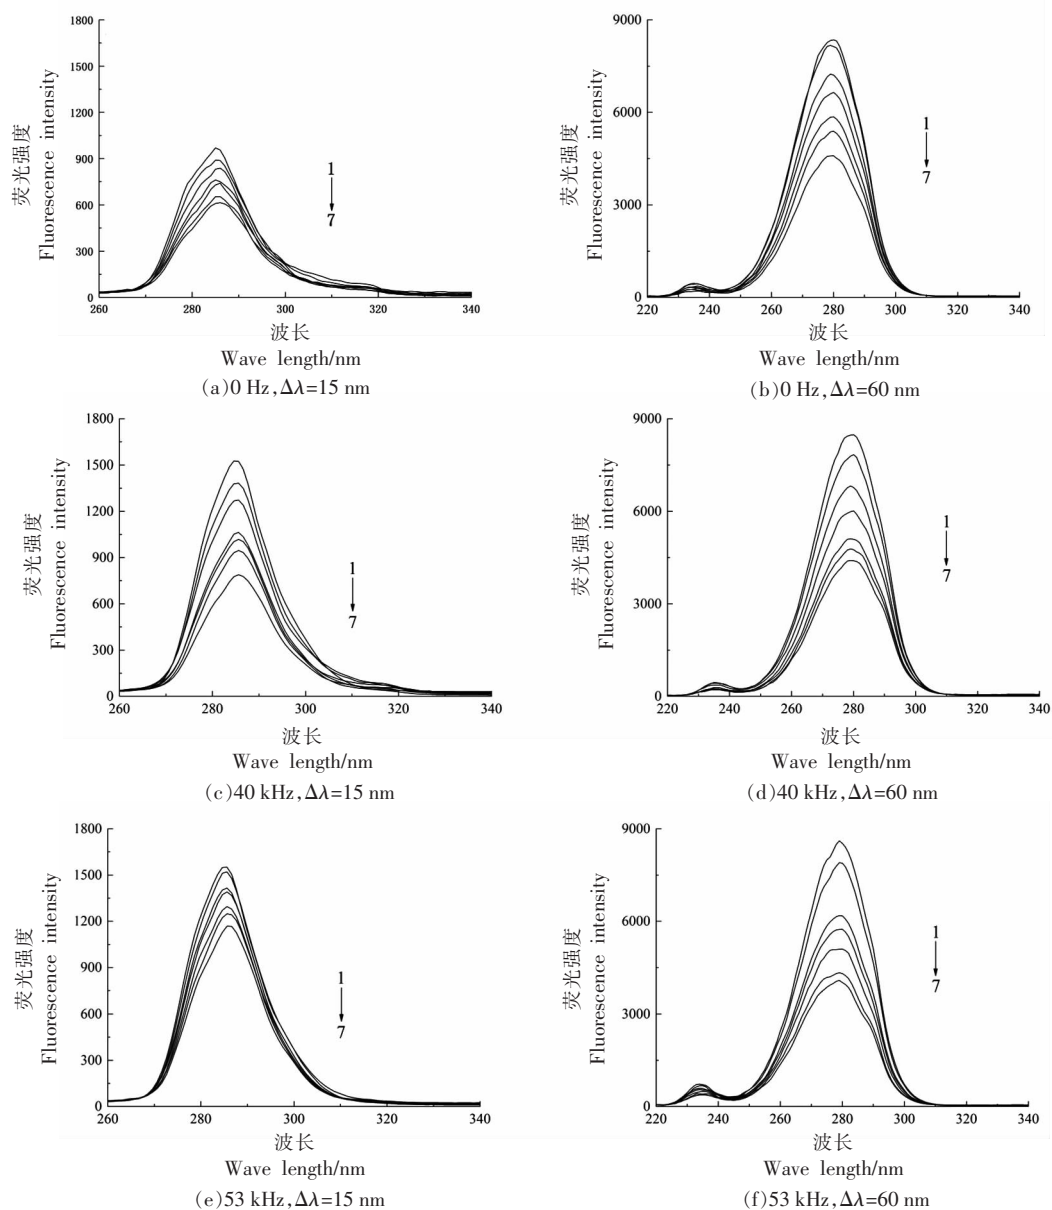 1800
1500
1200
900
600
300
0
荧光强度
Fluorescence intensity
1
7
260 280 300 320 340
波长
Wave length/nm
(a)0 Hz,Δλ=15 nm
9000
6000
3000
0
荧光强度
Fluorescence intensity
1
7
220 240 260 280 300 320 340
波长
Wave length/nm
(b)0 Hz,Δλ=60 nm
1800
1500
1200
900
600
300
0
荧光强度
Fluorescence intensity
1
7
260 280 300 320 340
波长
Wave length/nm
(c)40 kHz,Δλ=15 nm
9000
6000
3000
0
荧光强度
Fluorescence intensity
1
7
220 240 260 280 300 320 340
波长
Wave length/nm
(d)40 kHz,Δλ=60 nm
1800
1500
1200
900
600
300
0
荧光强度
Fluorescence intensity
1
7
260 280 300 320 340
波长
Wave length/nm
(e)53 kHz,Δλ=15 nm
9000
6000
3000
0
荧光强度
Fluorescence intensity
1
7
220 240 260 280 300 320 340
波长
Wave length/nm
(f)53 kHz,Δλ=60 nm